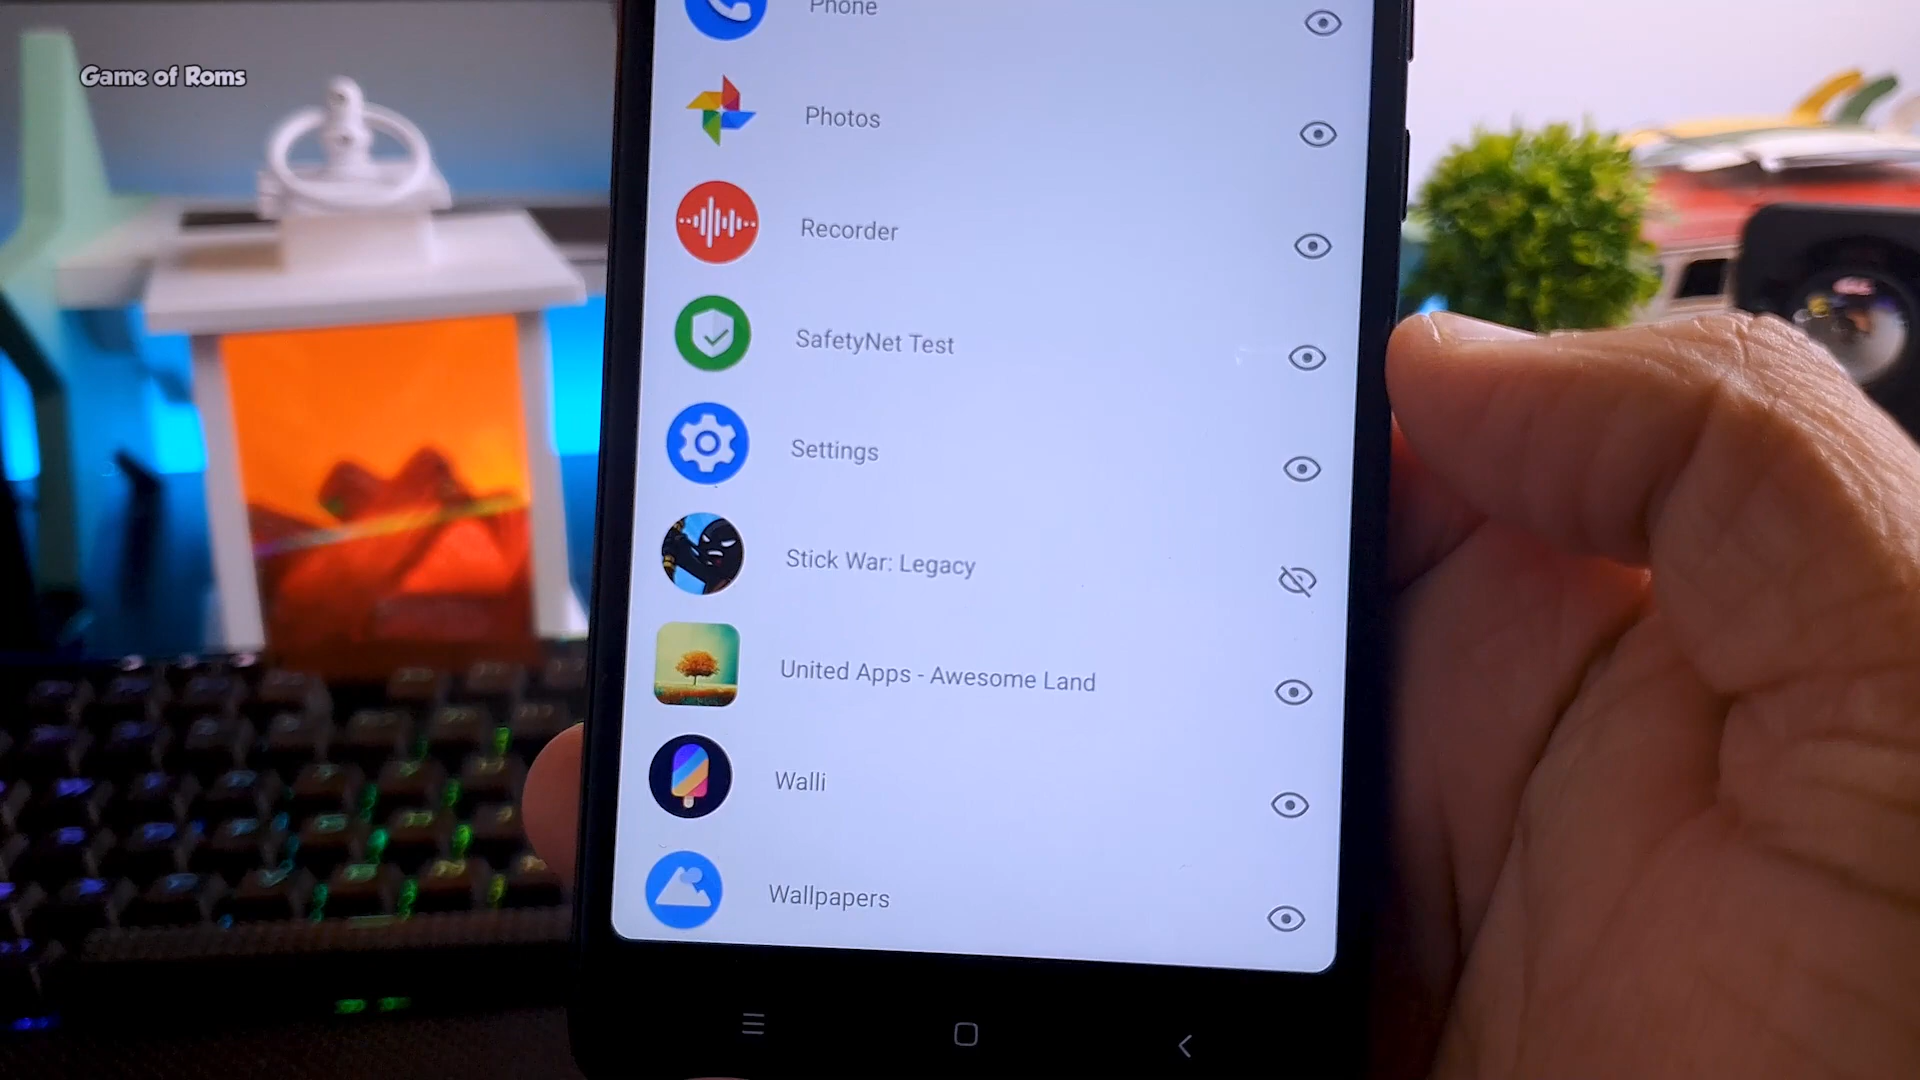 Game of Roms
Phone
Photos
Recorder
SafetyNet Test
Settings
Stick War: Legacy
United Apps - Awesome Land
Walli
Wallpapers